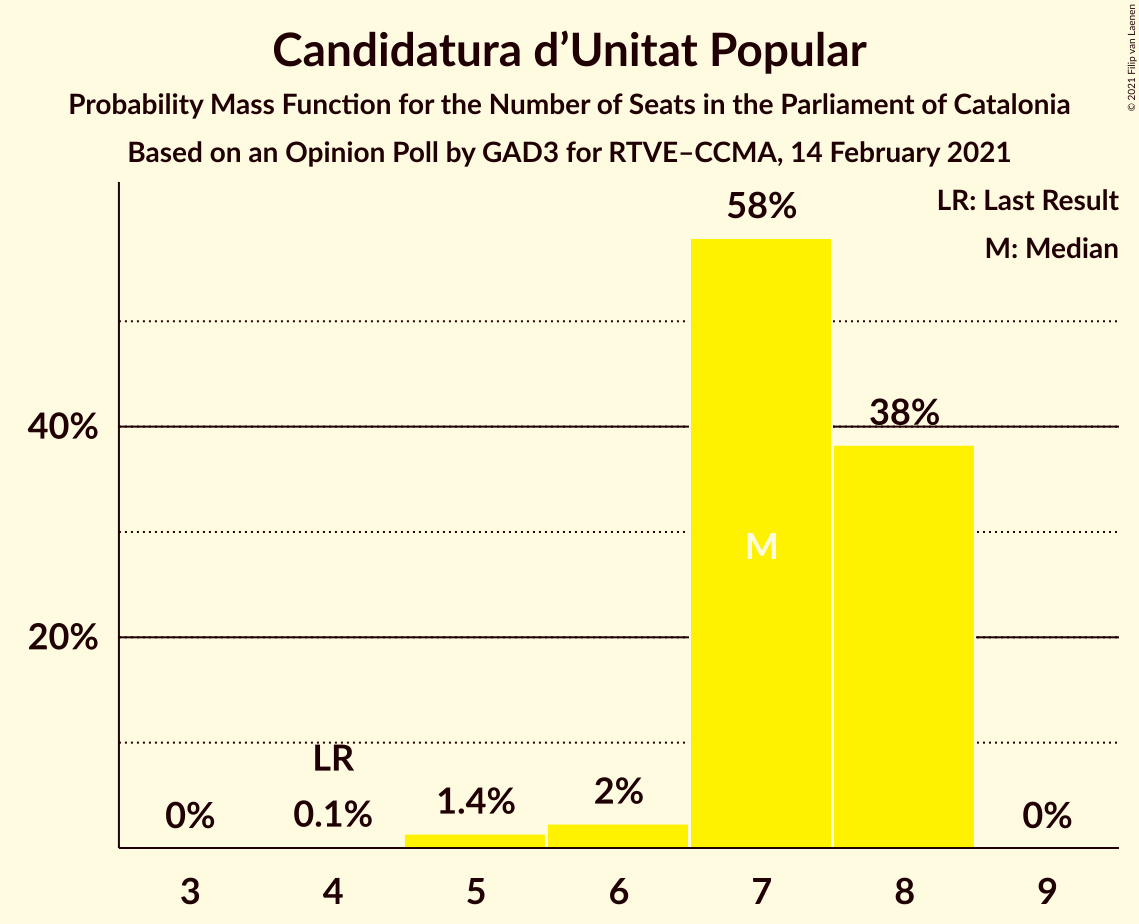 Candidatura d’Unitat Popular
Probability Mass Function for the Number of Seats in the Parliament of Catalonia
Based on an Opinion Poll by GAD3 for RTVE–CCMA, 14 February 2021
© 2021 Filip van Laenen
LR: Last Result
M: Median
58%
40%
38%
M
20%
LR
0%
0.1%
1.4%
2%
0%
3 4 5 6 7 8 9